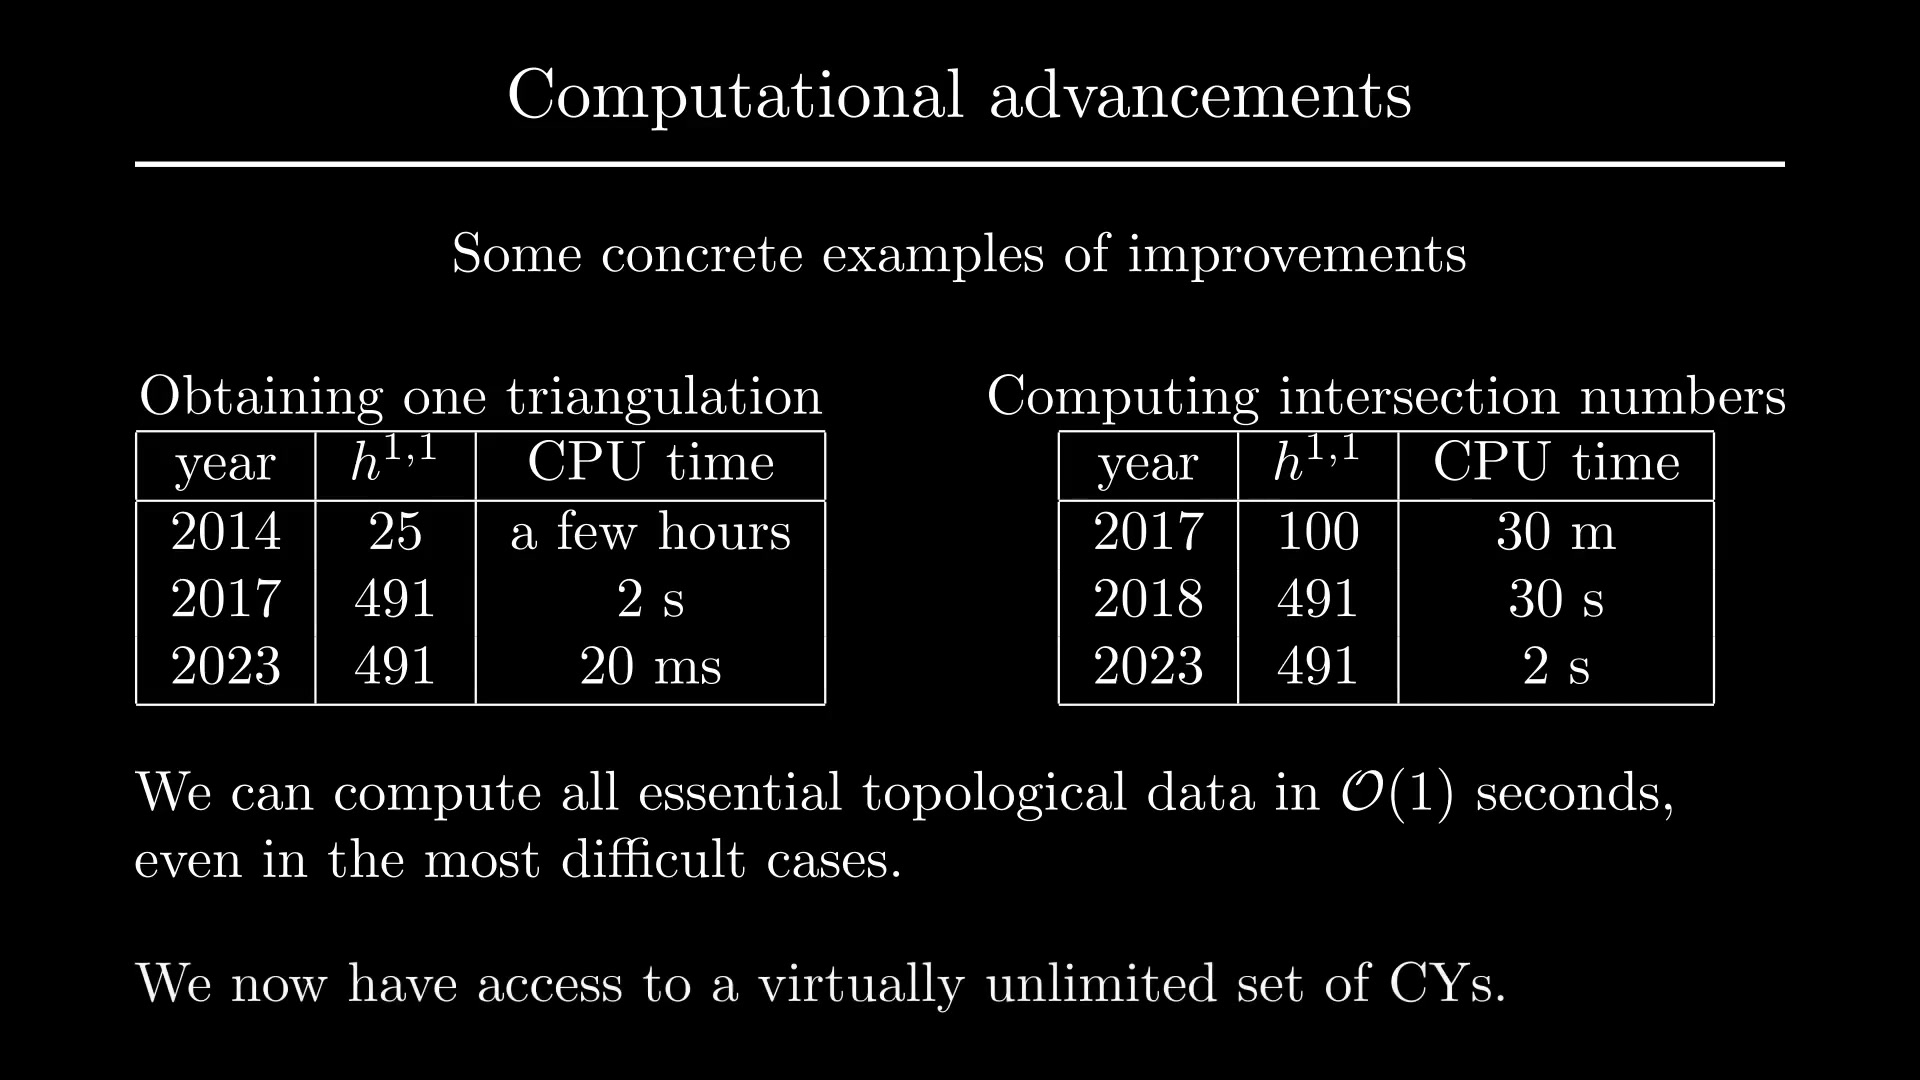 Computational advancements
Some concrete examples of improvements
Obtaining one triangulation
year h^{1,1} CPU time
2014 25 a few hours
2017 491 2 s
2023 491 20 ms
Computing intersection numbers
year h^{1,1} CPU time
2017 100 30 m
2018 491 30 s
2023 491 2 s
We can compute all essential topological data in 𝒪(1) seconds,
even in the most difficult cases.
We now have access to a virtually unlimited set of CYs.